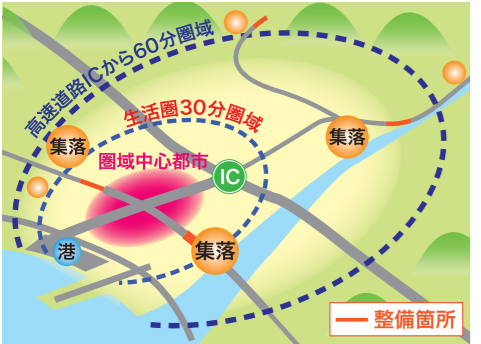 高速道路ICから60分圏域
生活圏30分圏域
集落
集落
圏域中心都市
IC
港
集落
整備箇所